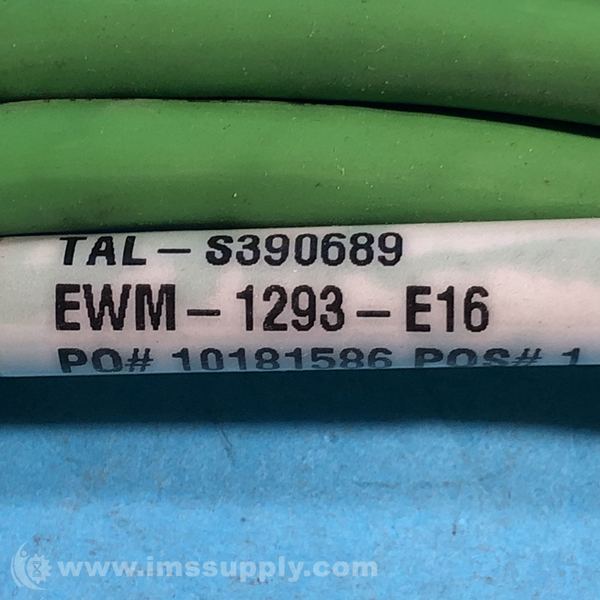 TAL-S390689
EWM-1293-E16
PO# 10181586 POS# 1
www.imssupply.com